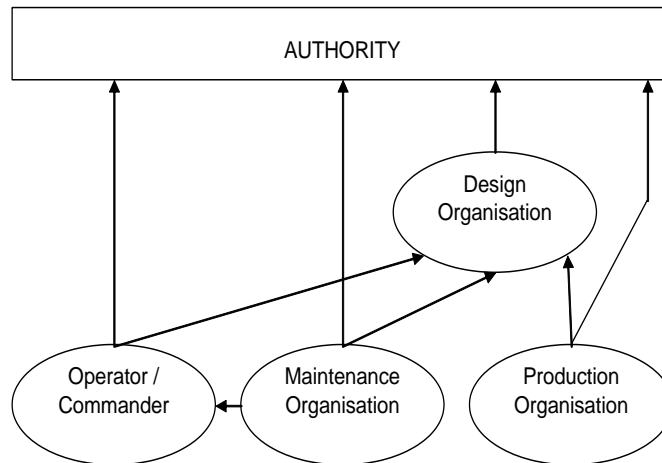 AUTHORITY
Design
Organisation
Operator /
Commander
Maintenance
Organisation
Production
Organisation